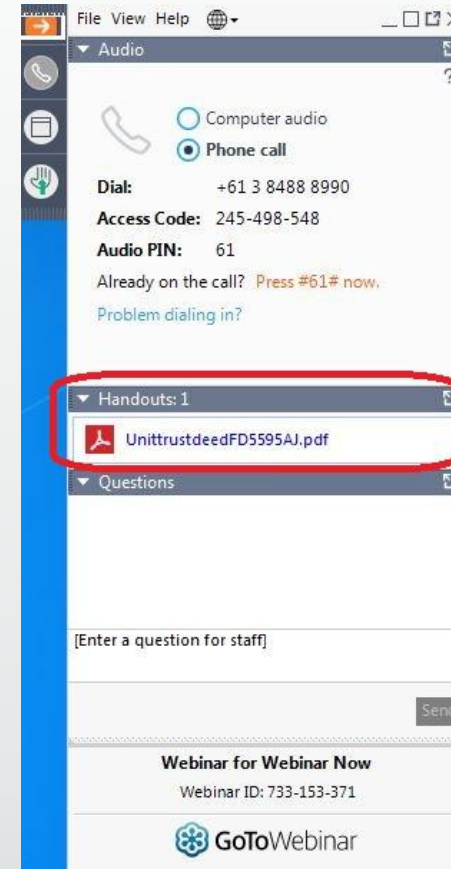 File View Help
Audio
?
Computer audio
Phone call
Dial: +61 3 8488 8990
Access Code: 245-498-548
Audio PIN: 61
Already on the call? Press #61# now.
Problem dialing in?
Handouts: 1
UnittrustdeedFD5595AJ.pdf
Questions
[Enter a question for staff]
Send
Webinar for Webinar Now
Webinar ID: 733-153-371
GoToWebinar